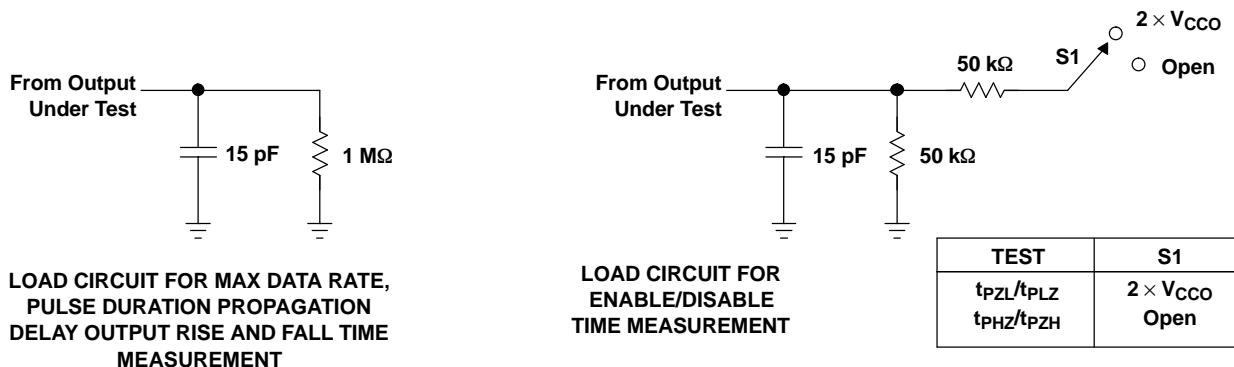 From Output
Under Test
15 pF
1 MΩ
LOAD CIRCUIT FOR MAX DATA RATE,
PULSE DURATION PROPAGATION
DELAY OUTPUT RISE AND FALL TIME
MEASUREMENT
From Output
Under Test
15 pF
50 kΩ
50 kΩ
S1
2 × VCCO
Open
LOAD CIRCUIT FOR
ENABLE/DISABLE
TIME MEASUREMENT
TEST S1
tPZL/tPLZ 2 × VCCO
tPHZ/tPZH Open